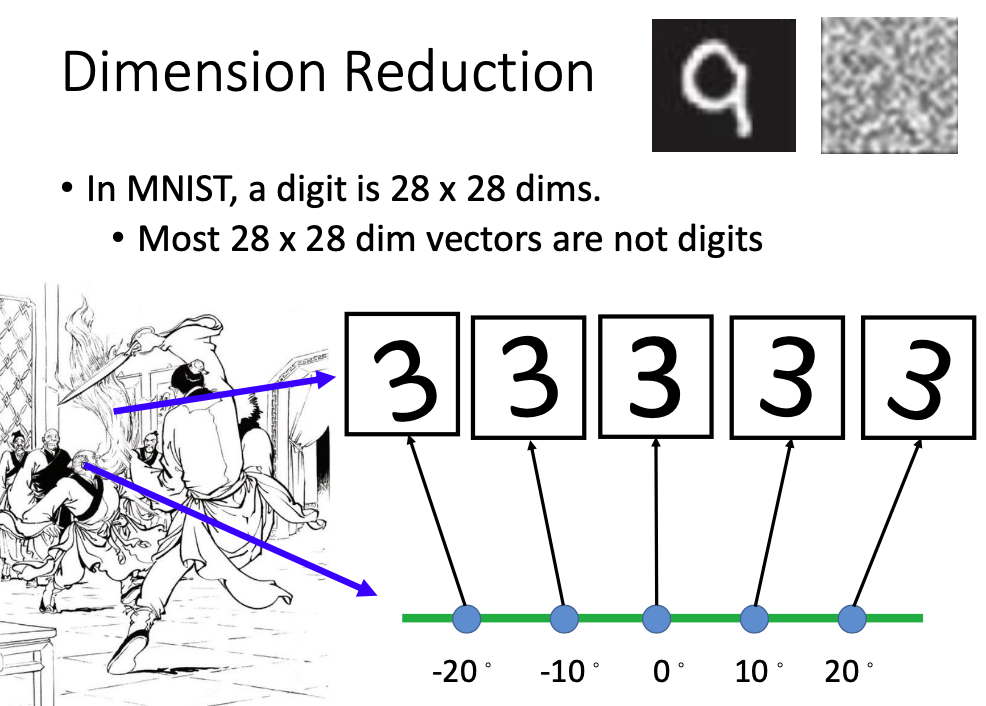 Dimension Reduction
9
• In MNIST, a digit is 28 x 28 dims.
• Most 28 x 28 dim vectors are not digits
3 3 3 3 3
-20° -10° 0° 10° 20°